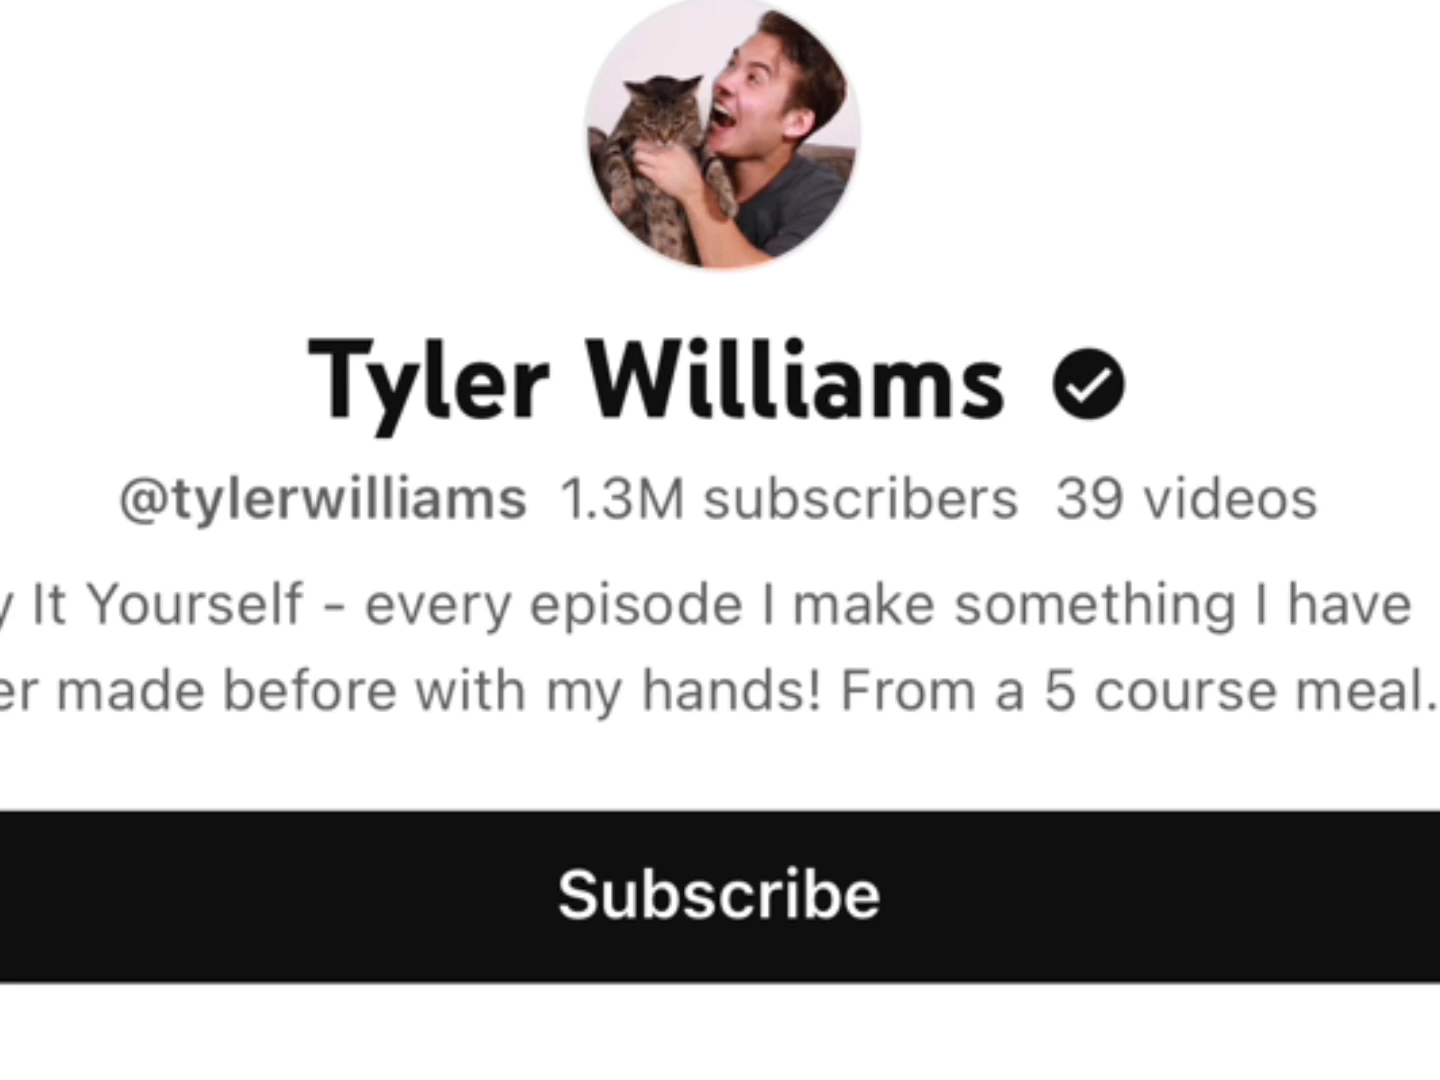 Tyler Williams
@tylerwilliams 1.3M subscribers 39 videos
y It Yourself - every episode I make something I have
er made before with my hands! From a 5 course meal.
Subscribe